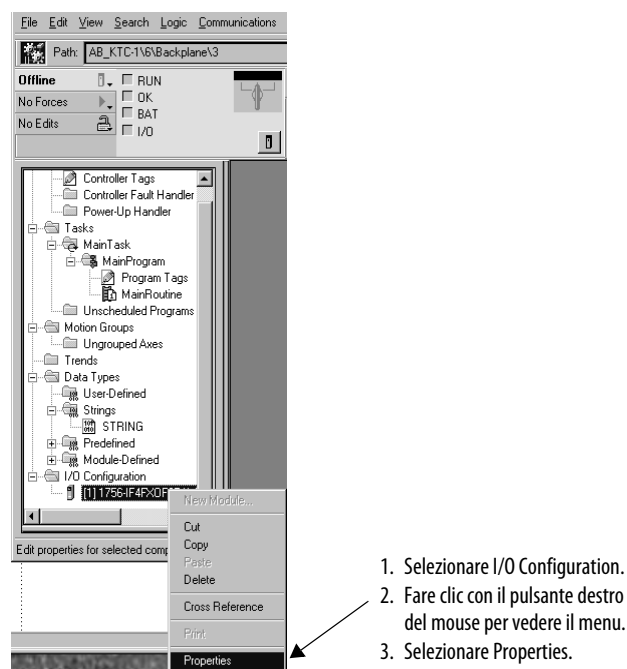 File Edit View Search Logic Communications
Path: AB_KTC-1\6\Backplane\3
Offline
RUN
No Forces
OK
BAT
No Edits
I/O
Controller Tags
Controller Fault Handler
Power-Up Handler
Tasks
MainTask
MainProgram
Program Tags
MainRoutine
Unscheduled Programs
Motion Groups
Ungrouped Axes
Trends
Data Types
User-Defined
Strings
STRING
Predefined
Module-Defined
I/O Configuration
[1] 1756-IF4FXOF
New Module...
Cut
Copy
Paste
Delete
Cross Reference
Print
Properties
Edit properties for selected comp
1. Selezionare I/O Configuration.
2. Fare clic con il pulsante destro
del mouse per vedere il menu.
3. Selezionare Properties.